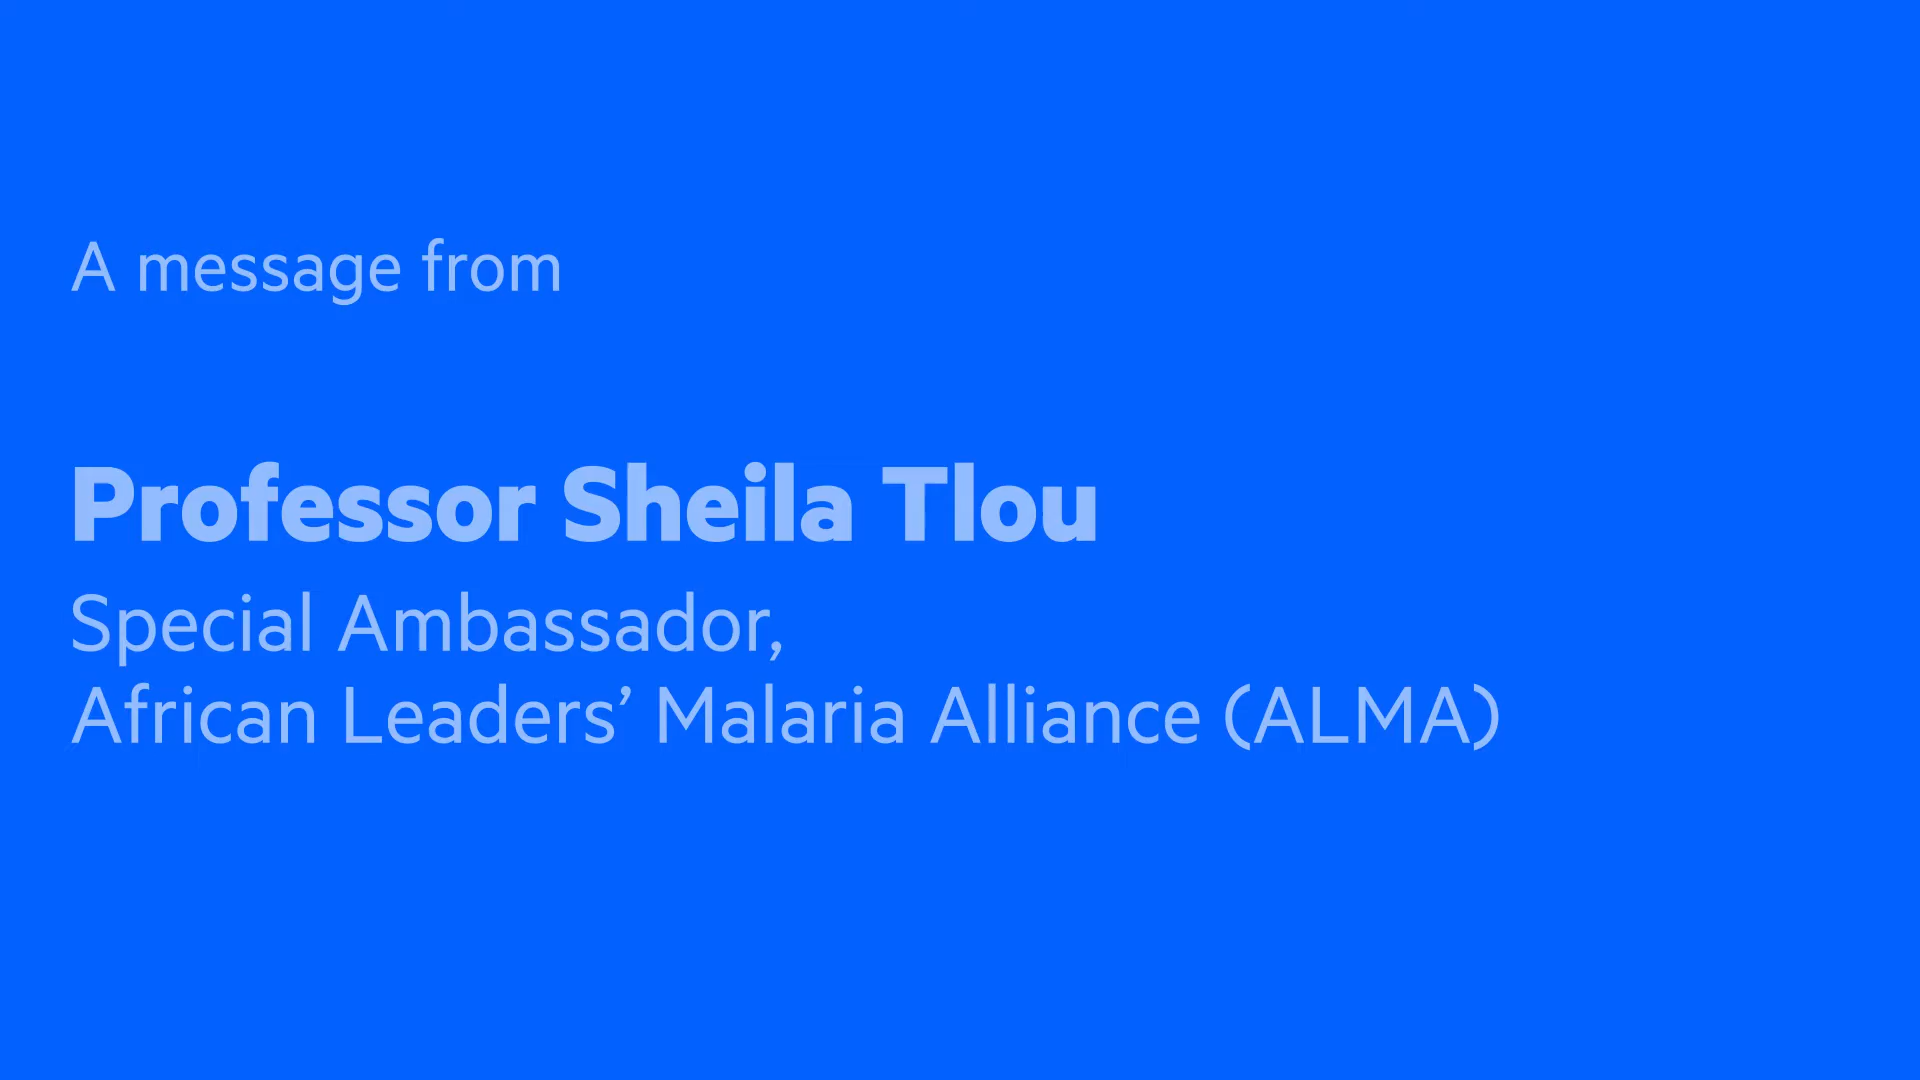 A message from
Professor Sheila Tlou
Special Ambassador,
African Leaders’ Malaria Alliance (ALMA)